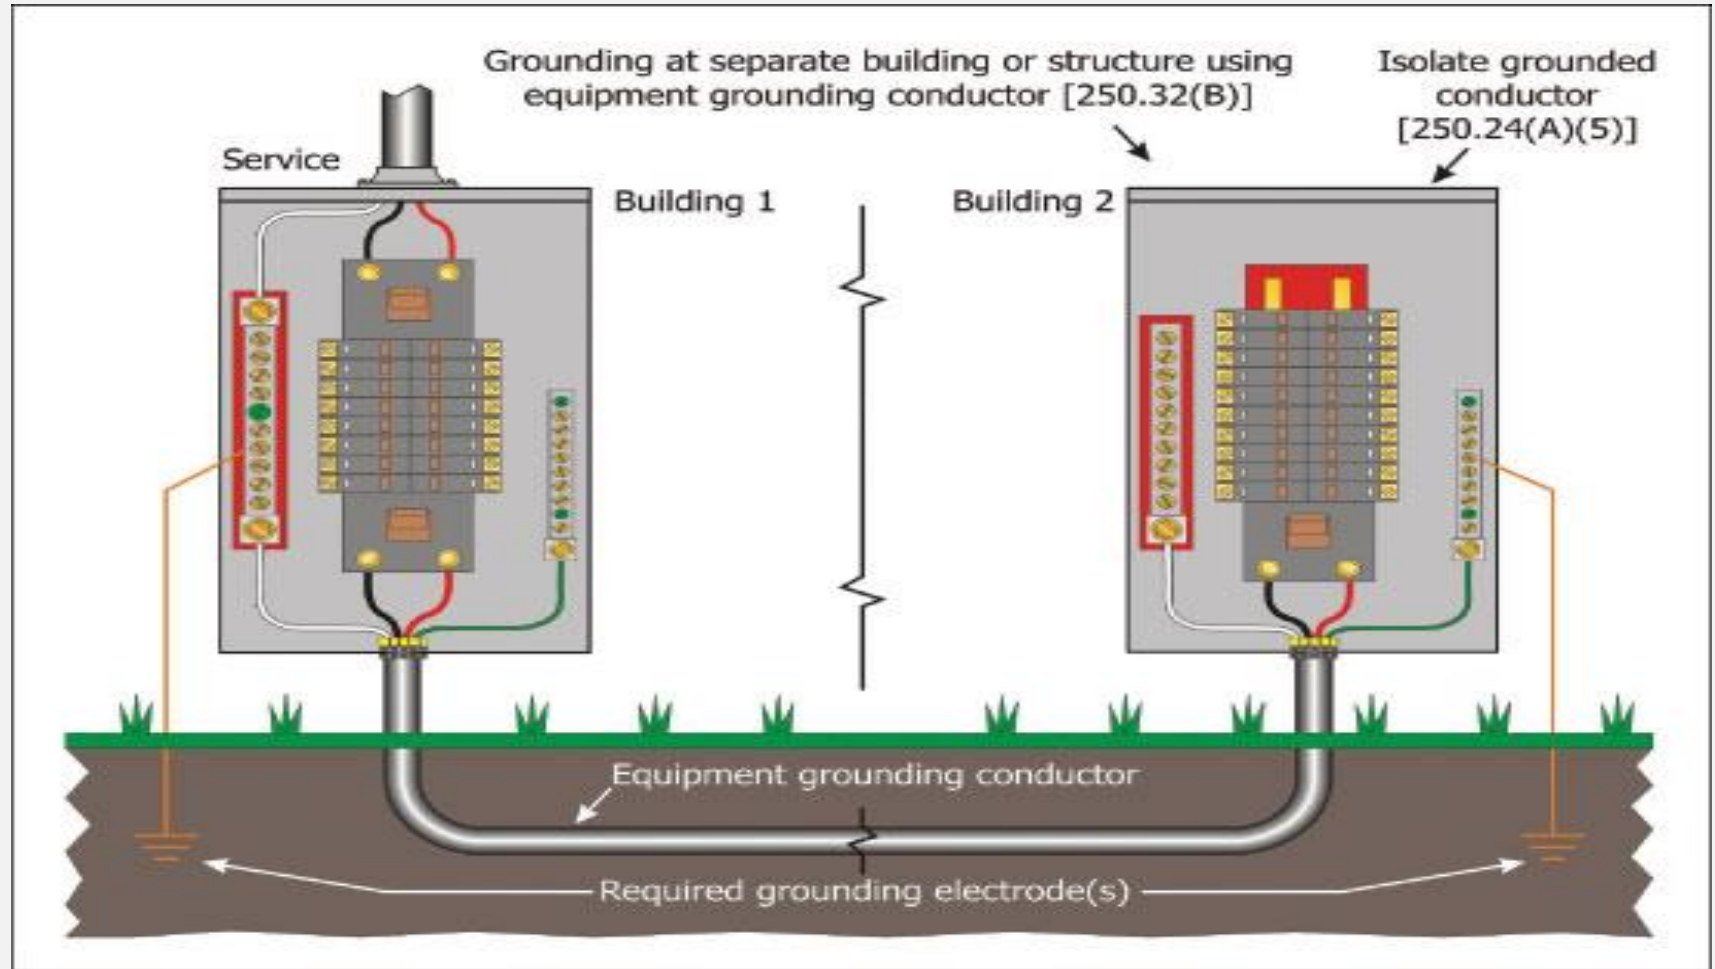 Grounding at separate building or structure using
equipment grounding conductor [250.32(B)]
Isolate grounded
conductor
[250.24(A)(5)]
Service
Building 1
Building 2
Equipment grounding conductor
Required grounding electrode(s)